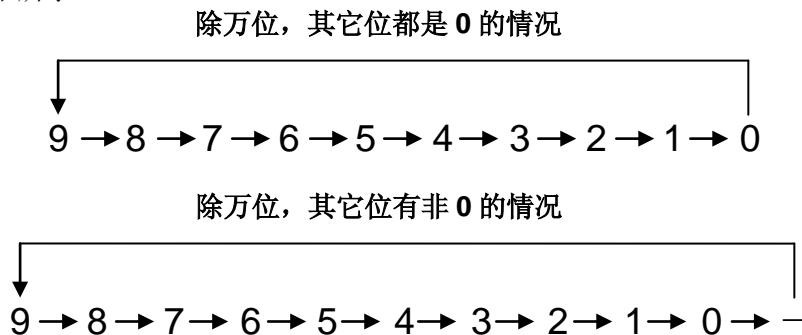 除万位，其它位都是 0 的情况
9 → 8 → 7 → 6 → 5 → 4 → 3 → 2 → 1 → 0
除万位，其它位有非 0 的情况
9 → 8 → 7 → 6 → 5 → 4 → 3 → 2 → 1 → 0 → －